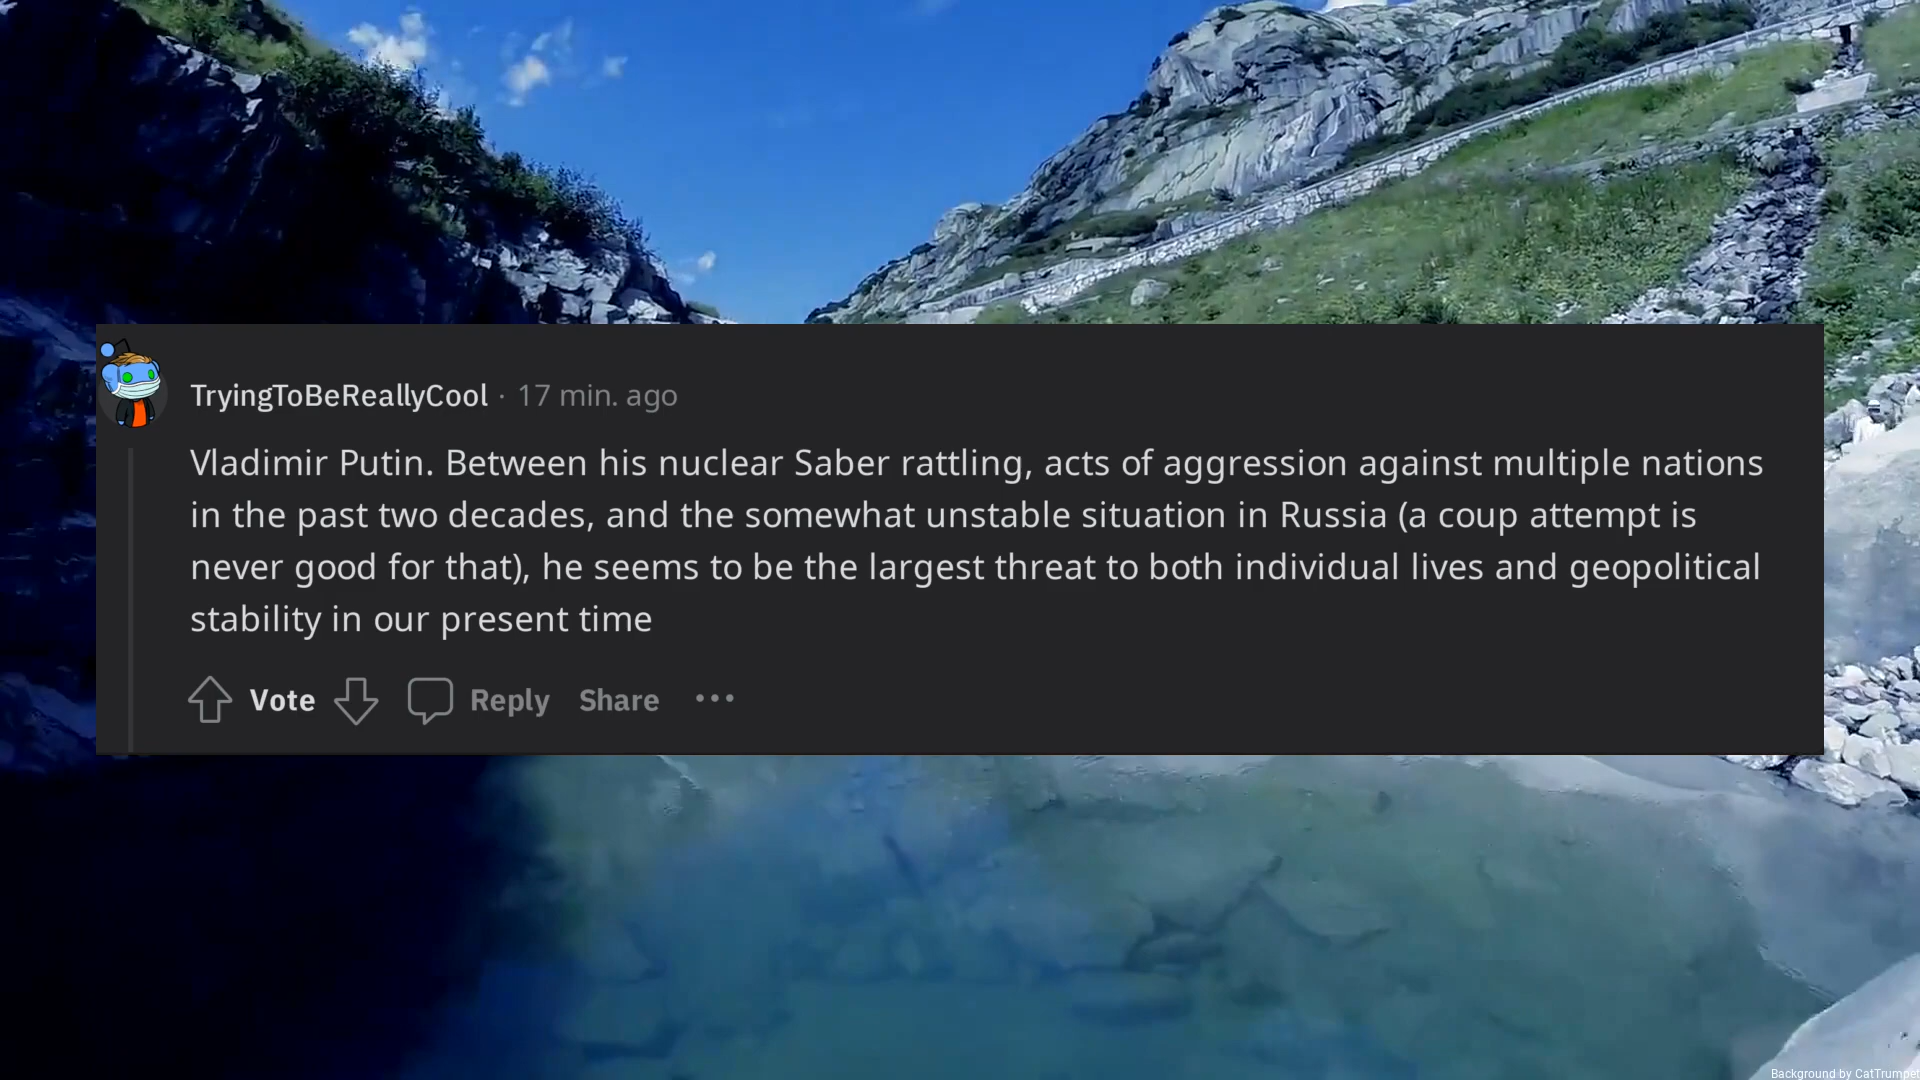 TryingToBeReallyCool · 17 min. ago
Vladimir Putin. Between his nuclear Saber rattling, acts of aggression against multiple nations
in the past two decades, and the somewhat unstable situation in Russia (a coup attempt is
never good for that), he seems to be the largest threat to both individual lives and geopolitical
stability in our present time
Vote Reply Share ···
Background by CatTrumpet